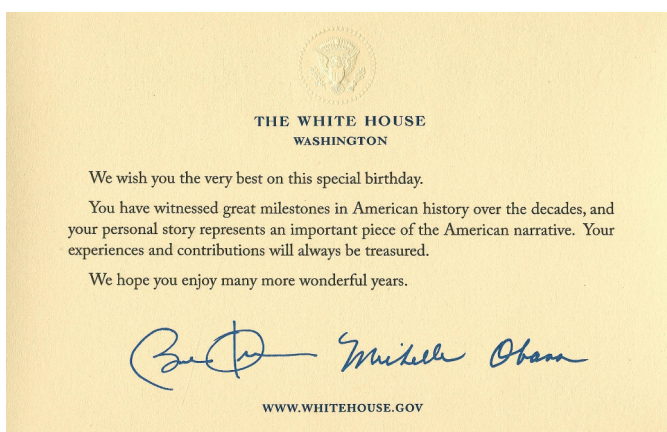 THE WHITE HOUSE
WASHINGTON
We wish you the very best on this special birthday.
You have witnessed great milestones in American history over the decades, and
your personal story represents an important piece of the American narrative. Your
experiences and contributions will always be treasured.
We hope you enjoy many more wonderful years.
Michelle Obama
WWW.WHITEHOUSE.GOV